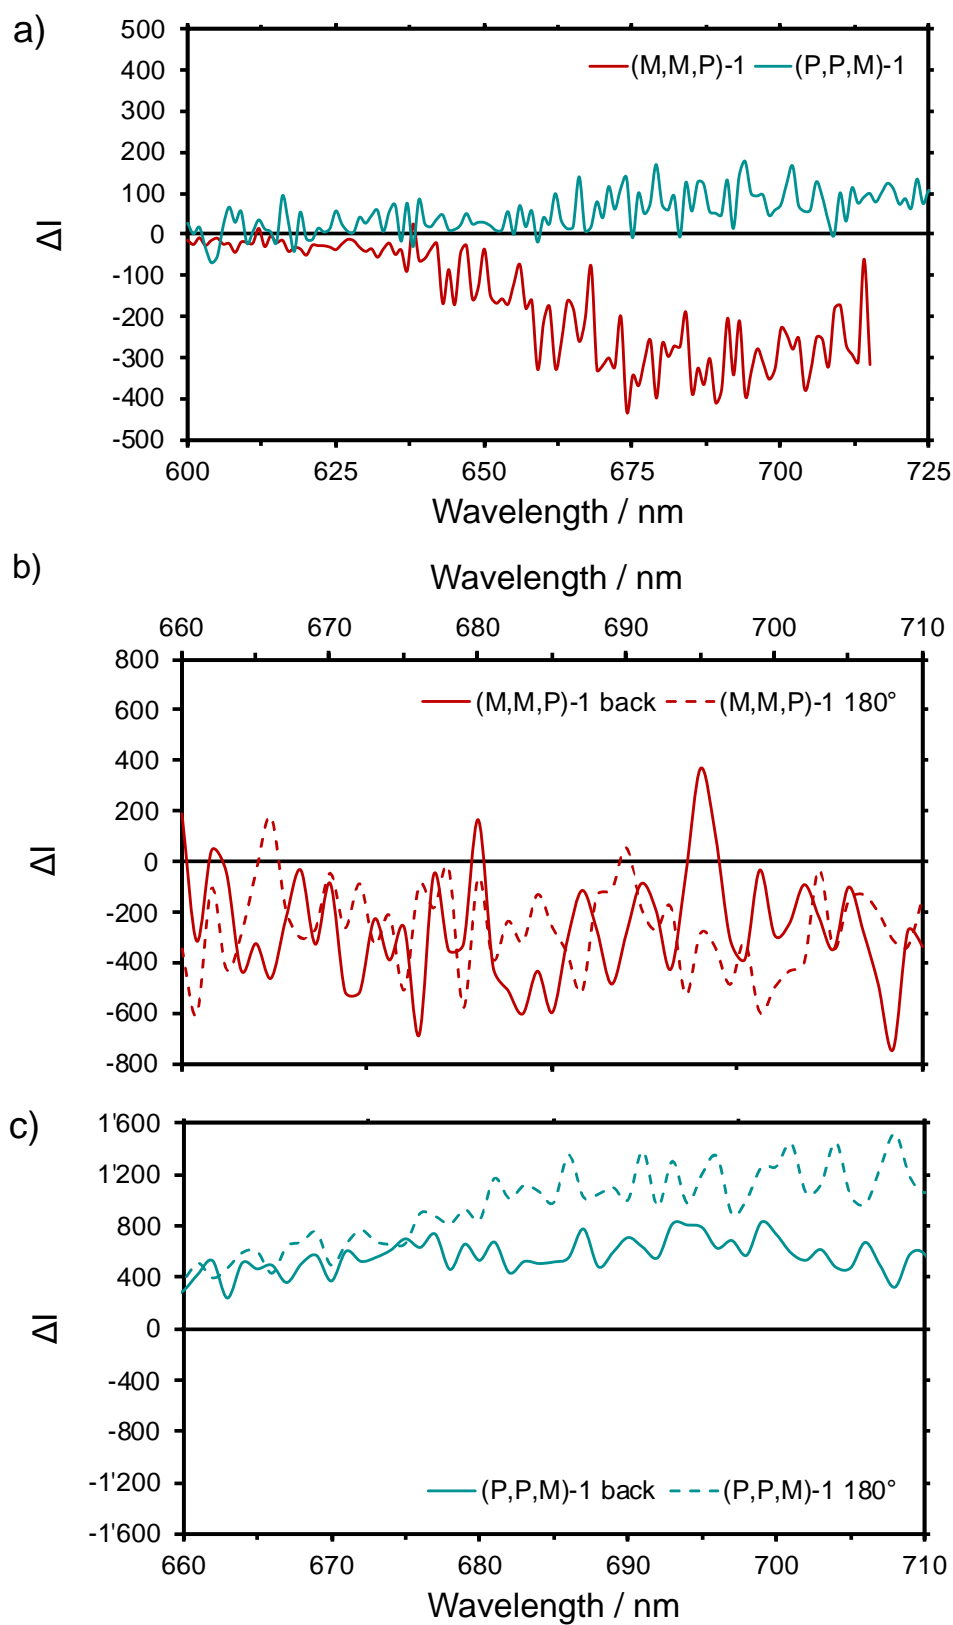 a)
500
400
300
200
100
0
-100
-200
-300
-400
-500
ΔI
(M,M,P)-1 (P,P,M)-1
600 625 650 675 700 725
Wavelength / nm
b)
Wavelength / nm
660 670 680 690 700 710
800
600
400
200
0
-200
-400
-600
-800
ΔI
(M,M,P)-1 back (M,M,P)-1 180°
c)
1'600
1'200
800
400
0
-400
-800
-1'200
-1'600
ΔI
(P,P,M)-1 back (P,P,M)-1 180°
660 670 680 690 700 710
Wavelength / nm